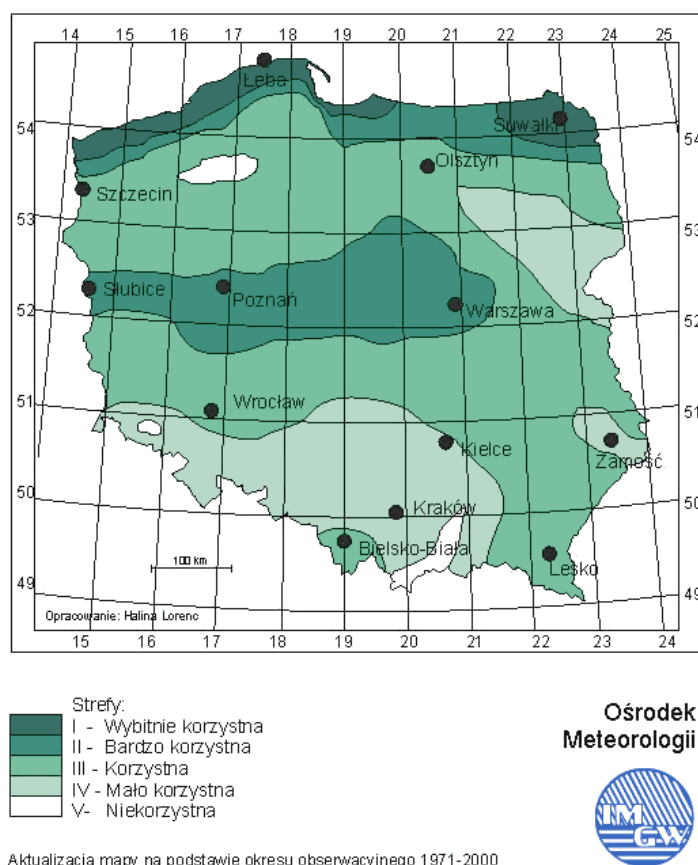 14 15 16 17 18 19 20 21 22 23 24 25
Łeba
54 Suwałki 54
Olsztyn
Szczecin
53 53
Słubice Poznań
52 Warszawa 52
51 Wrocław 51
Kielce Zamość
50 Kraków 50
Bielsko-Biała Lesko
100 km
49 49
Opracowanie: Halina Lorenc
15 16 17 18 19 20 21 22 23 24
Strefy:
I - Wybitnie korzystna
II - Bardzo korzystna
III - Korzystna
IV - Mało korzystna
V- Niekorzystna
Ośrodek
Meteorologii
IM
GW
Aktualizacja mapy na podstawie okresu obserwacyjnego 1971-2000